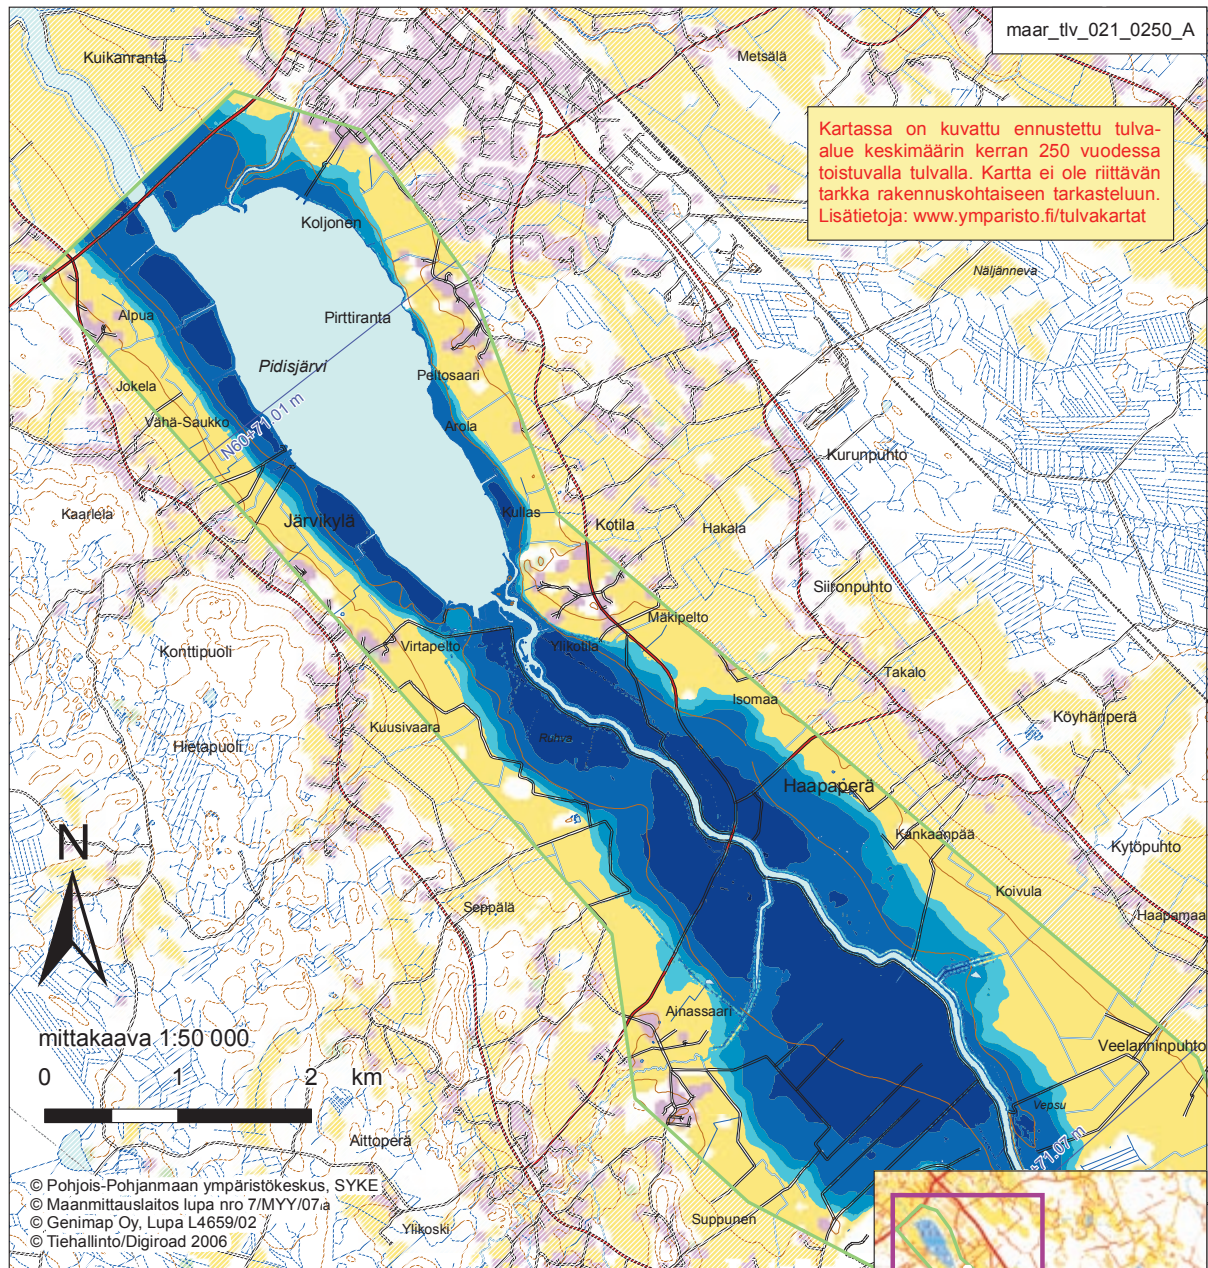 maar_tlv_021_0250_A
Kuikanranta
Metsälä
Kartassa on kuvattu ennustettu tulva-
alue keskimäärin kerran 250 vuodessa
toistuvalla tulvalla. Kartta ei ole riittävän
tarkka rakennuskohtaiseen tarkasteluun.
Lisätietoja: www.ymparisto.fi/tulvakartat
Koljonen
Näljänneva
Alpua
Pirttiranta
Pidisjärvi
Jokela
Peltosaari
Vähä-Saukko
N60+71.01 m
Arola
Kurunpuhto
Kaarlela
Järvikylä
Kullas
Kotila
Hakala
Siironpuhto
Mäkipelto
Konttipuoli
Virtapelto
Ylikotila
Takalo
Isomaa
Köyhänperä
Kuusivaara
Hietapuoli
Haapaperä
N
Kankaanpää
Kytöpuhto
Koivula
Seppälä
Haapamaa
Ainassaari
mittakaava 1:50 000
Veelanninpuhto
0 1 2 km
Vepsu
Aittoperä
+71.07 m
© Pohjois-Pohjanmaan ympäristökeskus, SYKE
© Maanmittauslaitos lupa nro 7/MYY/07
© Genimap Oy, Lupa L4659/02
Suppunen
Ylikoski
© Tiehallinto/Digiroad 2006